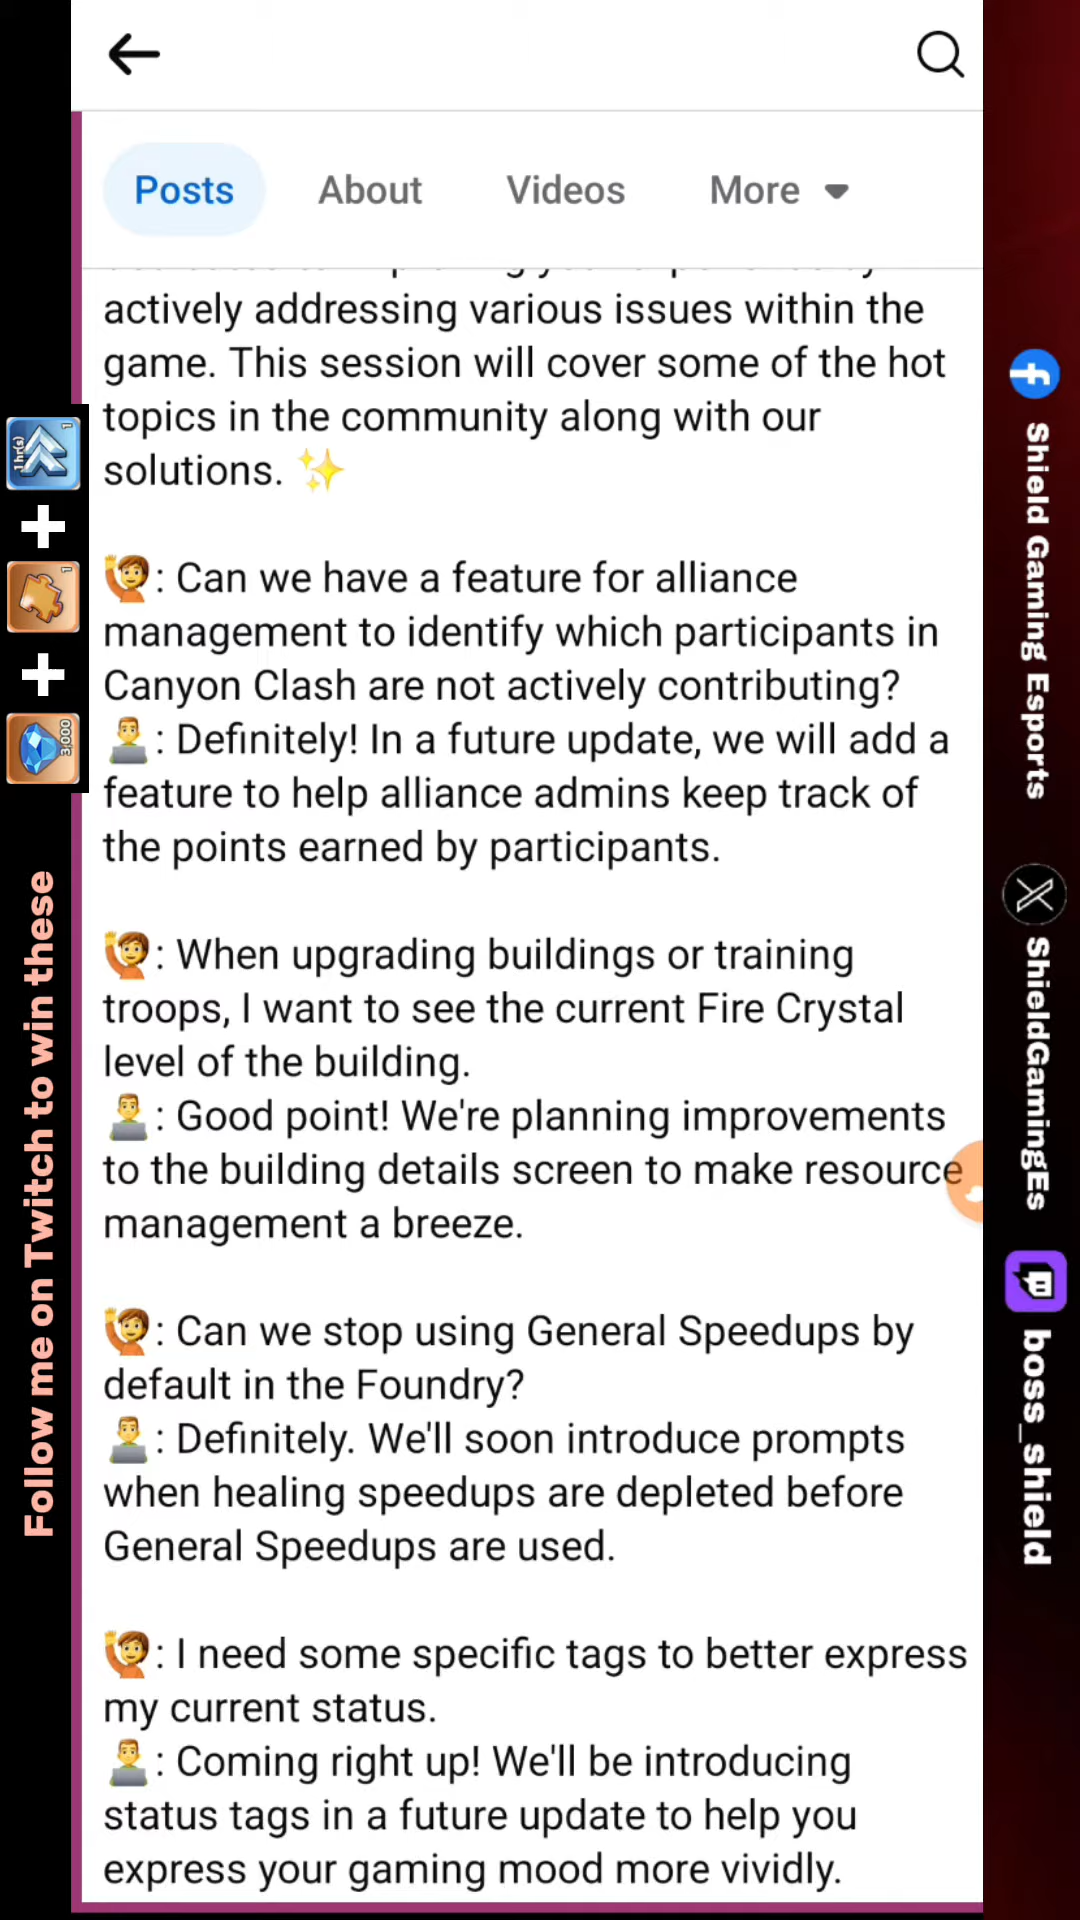 Posts About Videos More
actively addressing various issues within the
game. This session will cover some of the hot
topics in the community along with our
solutions. ✨
🙋: Can we have a feature for alliance
management to identify which participants in
Canyon Clash are not actively contributing?
👨‍💻: Definitely! In a future update, we will add a
feature to help alliance admins keep track of
the points earned by participants.
🙋: When upgrading buildings or training
troops, I want to see the current Fire Crystal
level of the building.
👨‍💻: Good point! We're planning improvements
to the building details screen to make resource
management a breeze.
🙋: Can we stop using General Speedups by
default in the Foundry?
👨‍💻: Definitely. We'll soon introduce prompts
when healing speedups are depleted before
General Speedups are used.
🙋: I need some specific tags to better express
my current status.
👨‍💻: Coming right up! We'll be introducing
status tags in a future update to help you
express your gaming mood more vividly.
1 hr(s)
1
+
1
+
3,000
Follow me on Twitch to win these
Shield Gaming Esports
ShieldGamingEs
boss_shield